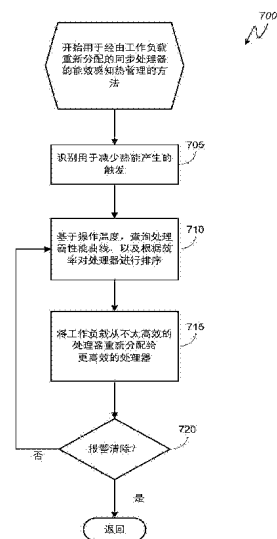 700
开始用于经由工作负载
重新分配的同步处理器
的能效感知热管理的方
法
705
识别用于减少热能产生的
触发
710
基于操作温度，查询处理
器性能曲线，以及根据效
率对处理器进行排序
715
将工作负载从不太高效的
处理器重新分配给
更高效的处理器
720
报警清除?
否
是
返回